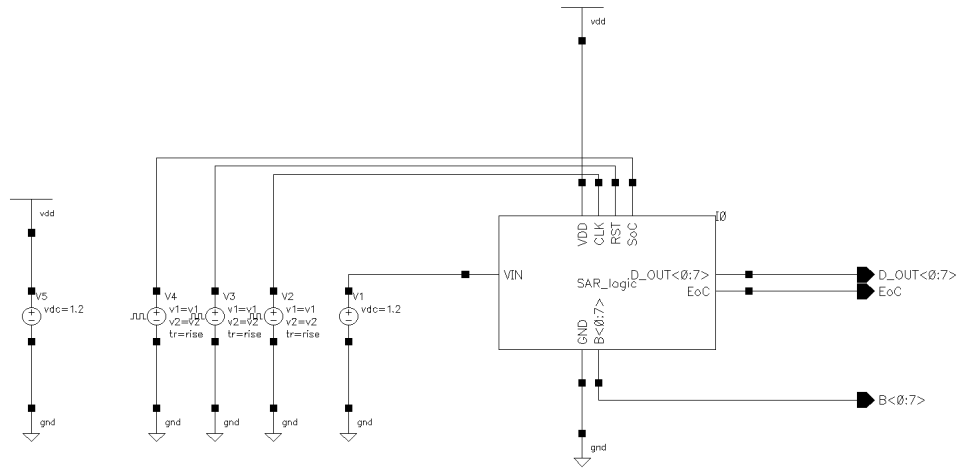 vdd
I0
VDD
CLK
RST
SoC
VIN
D_OUT<0:7>
SAR_logic
EoC
GND
B<0:7>
D_OUT<0:7>
EoC
B<0:7>
gnd
vdd
V5
vdc=1.2
gnd
V4
v1=v1
v2=v2
tr=rise
gnd
V3
v1=v1
v2=v2
tr=rise
gnd
V2
v1=v1
v2=v2
tr=rise
gnd
V1
vdc=1.2
gnd